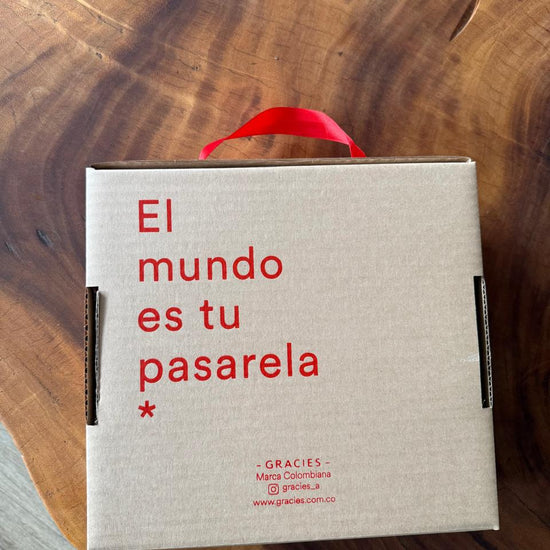 El
mundo
es tu
pasarela
*
- GRACIES -
Marca Colombiana
gracies_a
www.gracies.com.co